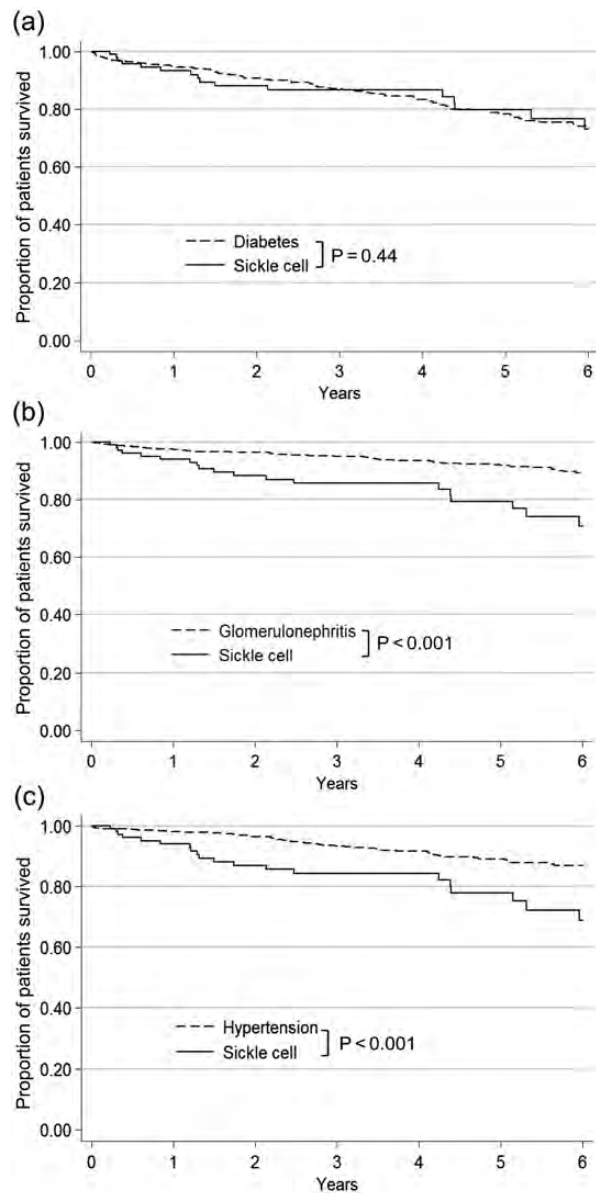 (a)
1.00
0.80
0.60
0.40
0.20
0.00
Proportion of patients survived
Diabetes
Sickle cell
P = 0.44
0 1 2 3 4 5 6
Years
(b)
1.00
0.80
0.60
0.40
0.20
0.00
Proportion of patients survived
Glomerulonephritis
Sickle cell
P < 0.001
0 1 2 3 4 5 6
Years
(c)
1.00
0.80
0.60
0.40
0.20
0.00
Proportion of patients survived
Hypertension
Sickle cell
P < 0.001
0 1 2 3 4 5 6
Years